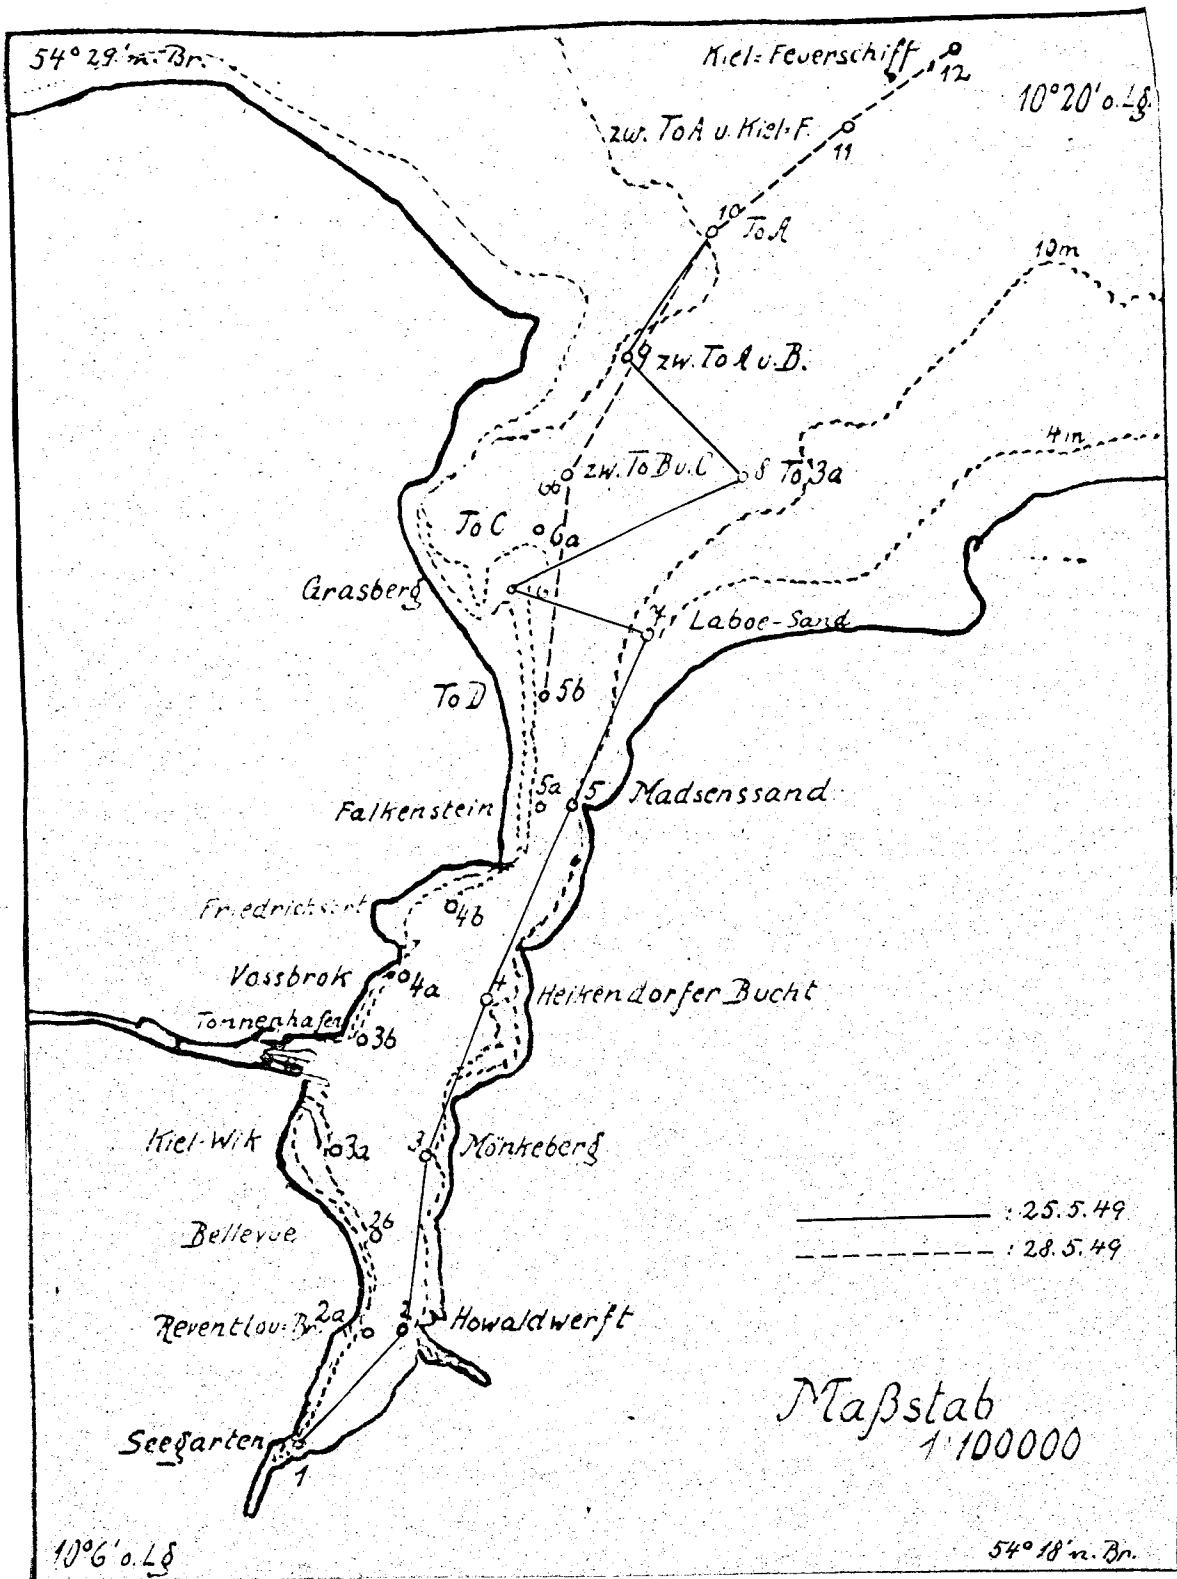 54° 29' n. Br.
Kiel=Feuerschiff
12
10° 20' o. Lg.
zw. To A u. Kiel=F.
11
10
To A
10m
9 zw. To A u. B.
4m
zw. To B u. C
6b
8 To 3a
To C
6a
Grasberg
6
7
Laboe-Sand
To D
5b
5a
5
Madsenssand
Falkenstein
Friedrichsort
4b
Vossbrok
4a
4
Heikendorfer Bucht
Tonnenhafen
3b
Kiel-Wik
3a
3
Mönkeberg
Bellevue
2b
: 25.5.49
: 28.5.49
Reventlou=Br.
2a
2
Howaldwerft
Maßstab
1:100000
Seegarten
1
10° 6' o. Lg
54° 18' n. Br.